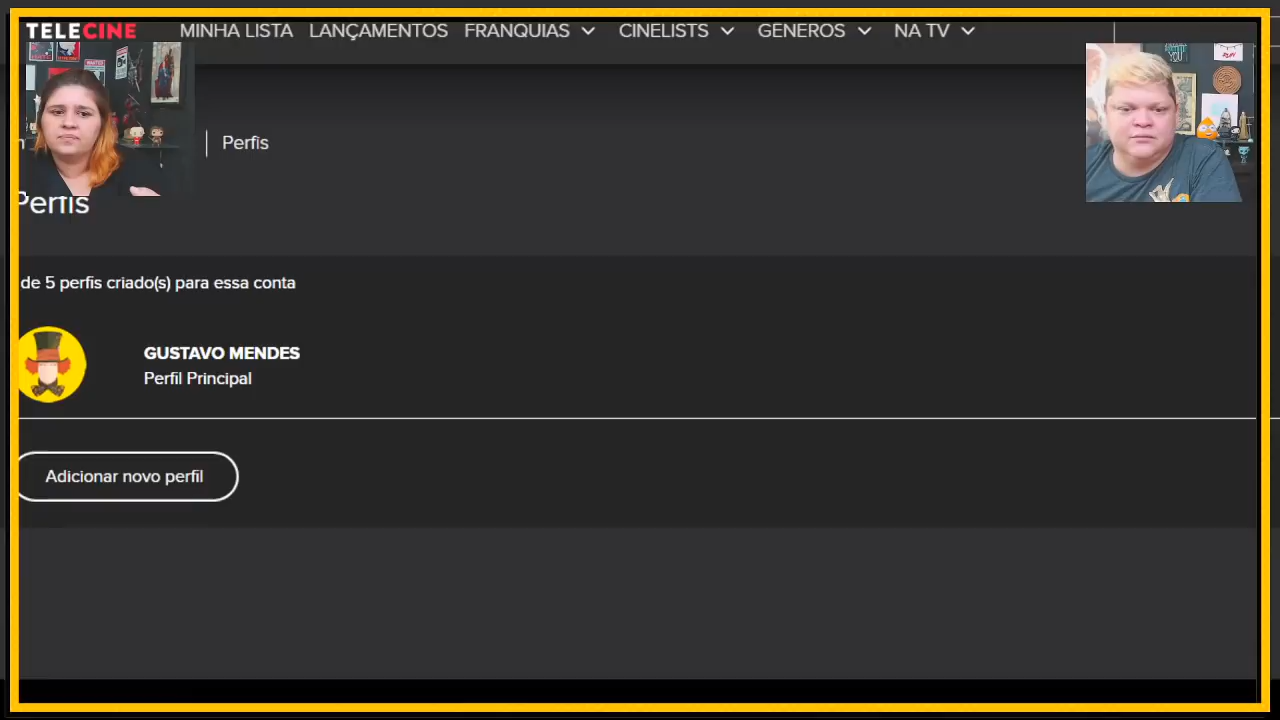 TELECINE MINHA LISTA LANÇAMENTOS FRANQUIAS CINELISTS GENEROS NA TV
Perfis
Perfis
de 5 perfis criado(s) para essa conta
GUSTAVO MENDES
Perfil Principal
Adicionar novo perfil